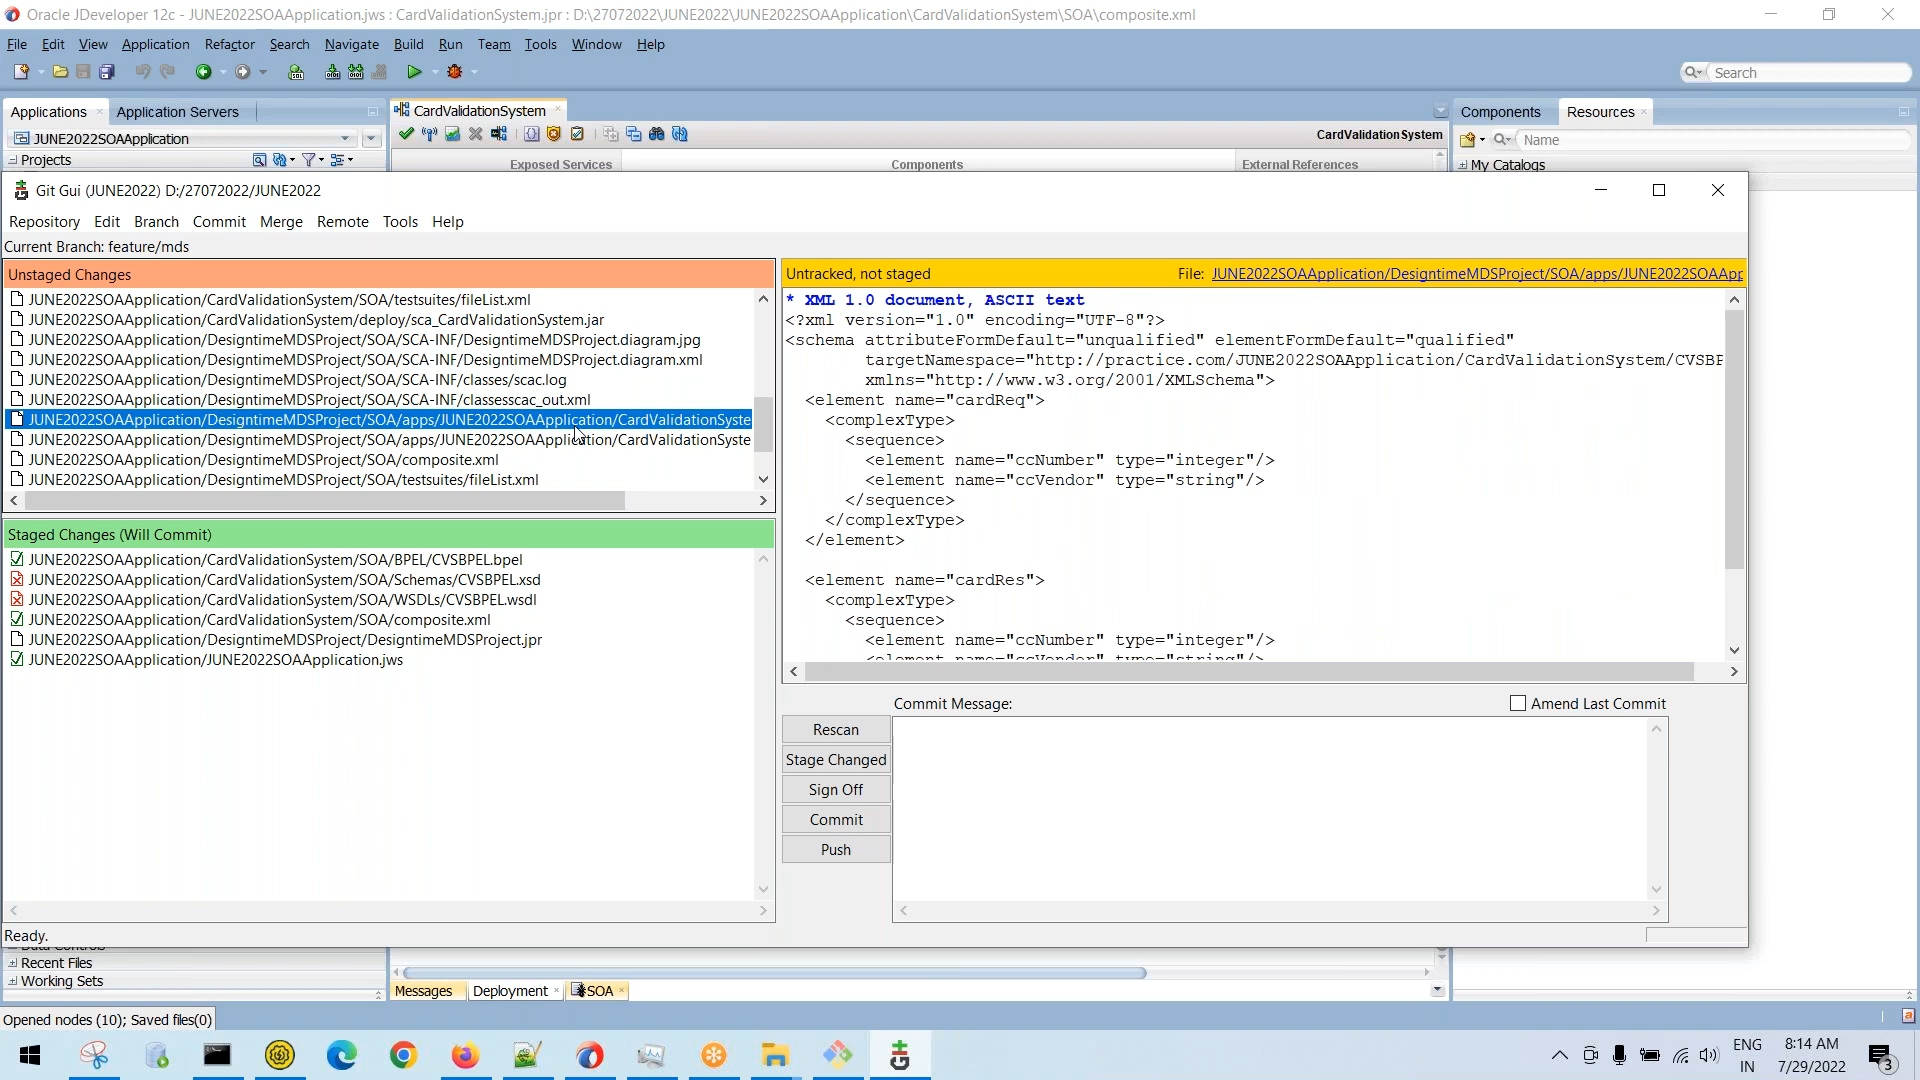 Oracle JDeveloper 12c - JUNE2022SOAApplication.jws : CardValidationSystem.jpr : D:\27072022\JUNE2022\JUNE2022SOAApplication\CardValidationSystem\SOA\composite.xml
File Edit View Application Refactor Search Navigate Build Run Team Tools Window Help
Search
Applications Application Servers CardValidationSystem Components Resources
JUNE2022SOAApplication CardValidationSystem Name
Projects Exposed Services Components External References My Catalogs
Git Gui (JUNE2022) D:/27072022/JUNE2022
Repository Edit Branch Commit Merge Remote Tools Help
Current Branch: feature/mds
Unstaged Changes
JUNE2022SOAApplication/CardValidationSystem/SOA/testsuites/fileList.xml
JUNE2022SOAApplication/CardValidationSystem/deploy/sca_CardValidationSystem.jar
JUNE2022SOAApplication/DesigntimeMDSProject/SOA/SCA-INF/DesigntimeMDSProject.diagram.jpg
JUNE2022SOAApplication/DesigntimeMDSProject/SOA/SCA-INF/DesigntimeMDSProject.diagram.xml
JUNE2022SOAApplication/DesigntimeMDSProject/SOA/SCA-INF/classes/scac.log
JUNE2022SOAApplication/DesigntimeMDSProject/SOA/SCA-INF/classesscac_out.xml
JUNE2022SOAApplication/DesigntimeMDSProject/SOA/apps/JUNE2022SOAApplication/CardValidationSyste
JUNE2022SOAApplication/DesigntimeMDSProject/SOA/apps/JUNE2022SOAApplication/CardValidationSyste
JUNE2022SOAApplication/DesigntimeMDSProject/SOA/composite.xml
JUNE2022SOAApplication/DesigntimeMDSProject/SOA/testsuites/fileList.xml
Staged Changes (Will Commit)
JUNE2022SOAApplication/CardValidationSystem/SOA/BPEL/CVSBPEL.bpel
JUNE2022SOAApplication/CardValidationSystem/SOA/Schemas/CVSBPEL.xsd
JUNE2022SOAApplication/CardValidationSystem/SOA/WSDLs/CVSBPEL.wsdl
JUNE2022SOAApplication/CardValidationSystem/SOA/composite.xml
JUNE2022SOAApplication/DesigntimeMDSProject/DesigntimeMDSProject.jpr
JUNE2022SOAApplication/JUNE2022SOAApplication.jws
Untracked, not staged File: JUNE2022SOAApplication/DesigntimeMDSProject/SOA/apps/JUNE2022SOAApp
* XML 1.0 document, ASCII text
<?xml version="1.0" encoding="UTF-8"?>
<schema attributeFormDefault="unqualified" elementFormDefault="qualified"
targetNamespace="http://practice.com/JUNE2022SOAApplication/CardValidationSystem/CVSBP
xmlns="http://www.w3.org/2001/XMLSchema">
<element name="cardReq">
<complexType>
<sequence>
<element name="ccNumber" type="integer"/>
<element name="ccVendor" type="string"/>
</sequence>
</complexType>
</element>
<element name="cardRes">
<complexType>
<sequence>
<element name="ccNumber" type="integer"/>
<element name="ccVendor" type="string"/>
Commit Message: Amend Last Commit
Rescan
Stage Changed
Sign Off
Commit
Push
Ready.
Data Controls
Recent Files
Working Sets
Messages Deployment SOA
Opened nodes (10); Saved files(0)
ENG
IN
8:14 AM
7/29/2022
3